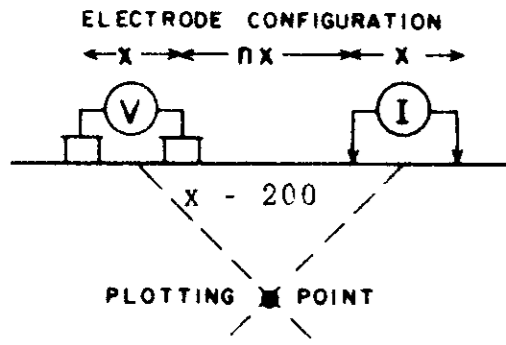 ELECTRODE CONFIGURATION
x nx x
V I
x - 200
PLOTTING POINT